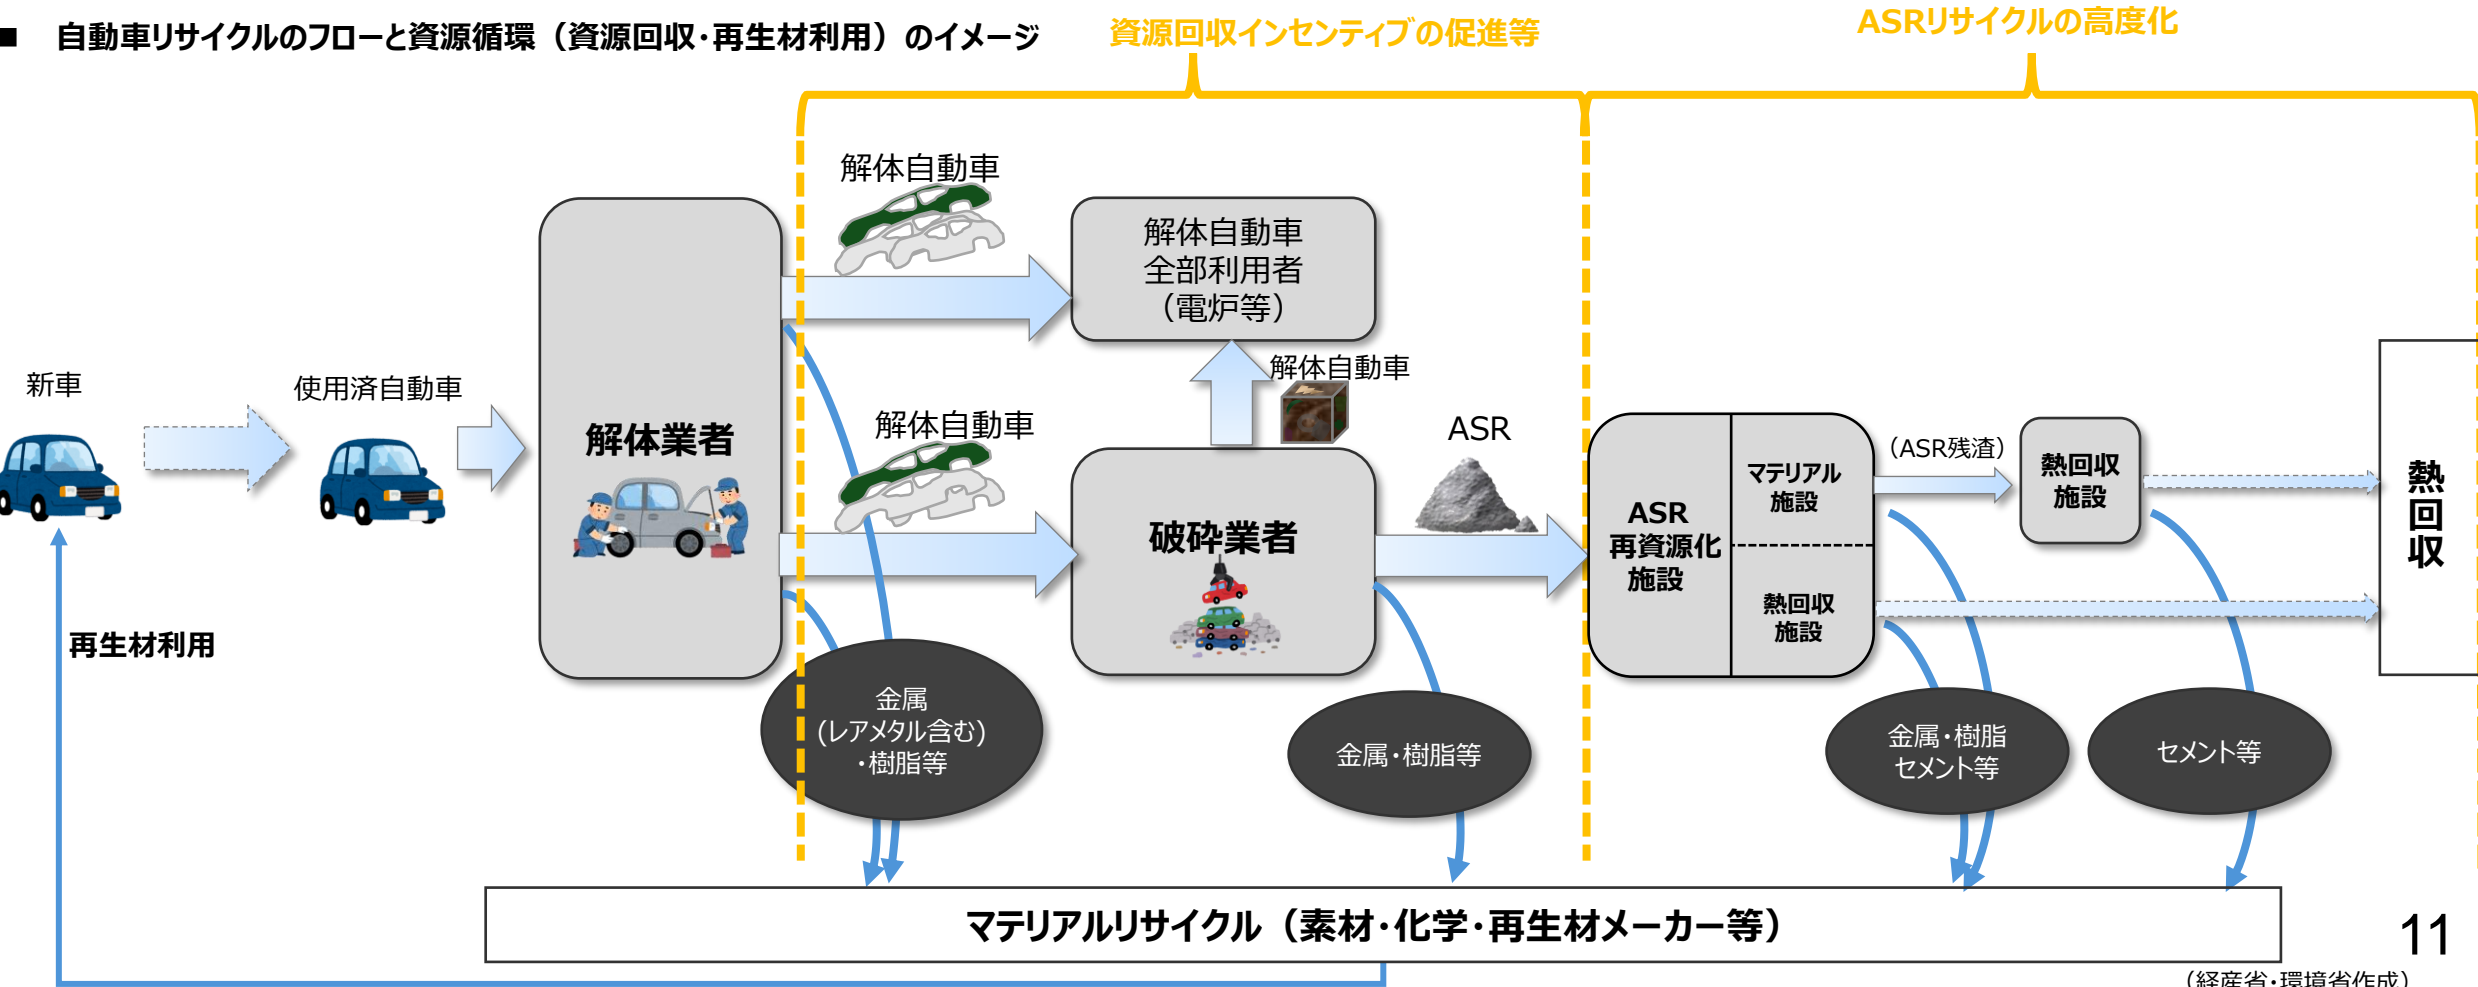 ■ 自動車リサイクルのフローと資源循環（資源回収･再生材利用）のイメージ
資源回収インセンティブの促進等
ASRリサイクルの高度化
解体自動車
解体自動車
全部利用者
（電炉等）
新車
使用済自動車
解体業者
解体自動車
解体自動車
破砕業者
ASR
ASR
再資源化
施設
マテリアル
施設
熱回収
施設
（ASR残渣）
熱回収
施設
熱
回
収
再生材利用
金属
(レアメタル含む)
･樹脂等
金属･樹脂等
金属･樹脂
セメント等
セメント等
マテリアルリサイクル（素材･化学･再生材メーカー等）
11
（経産省･環境省作成）